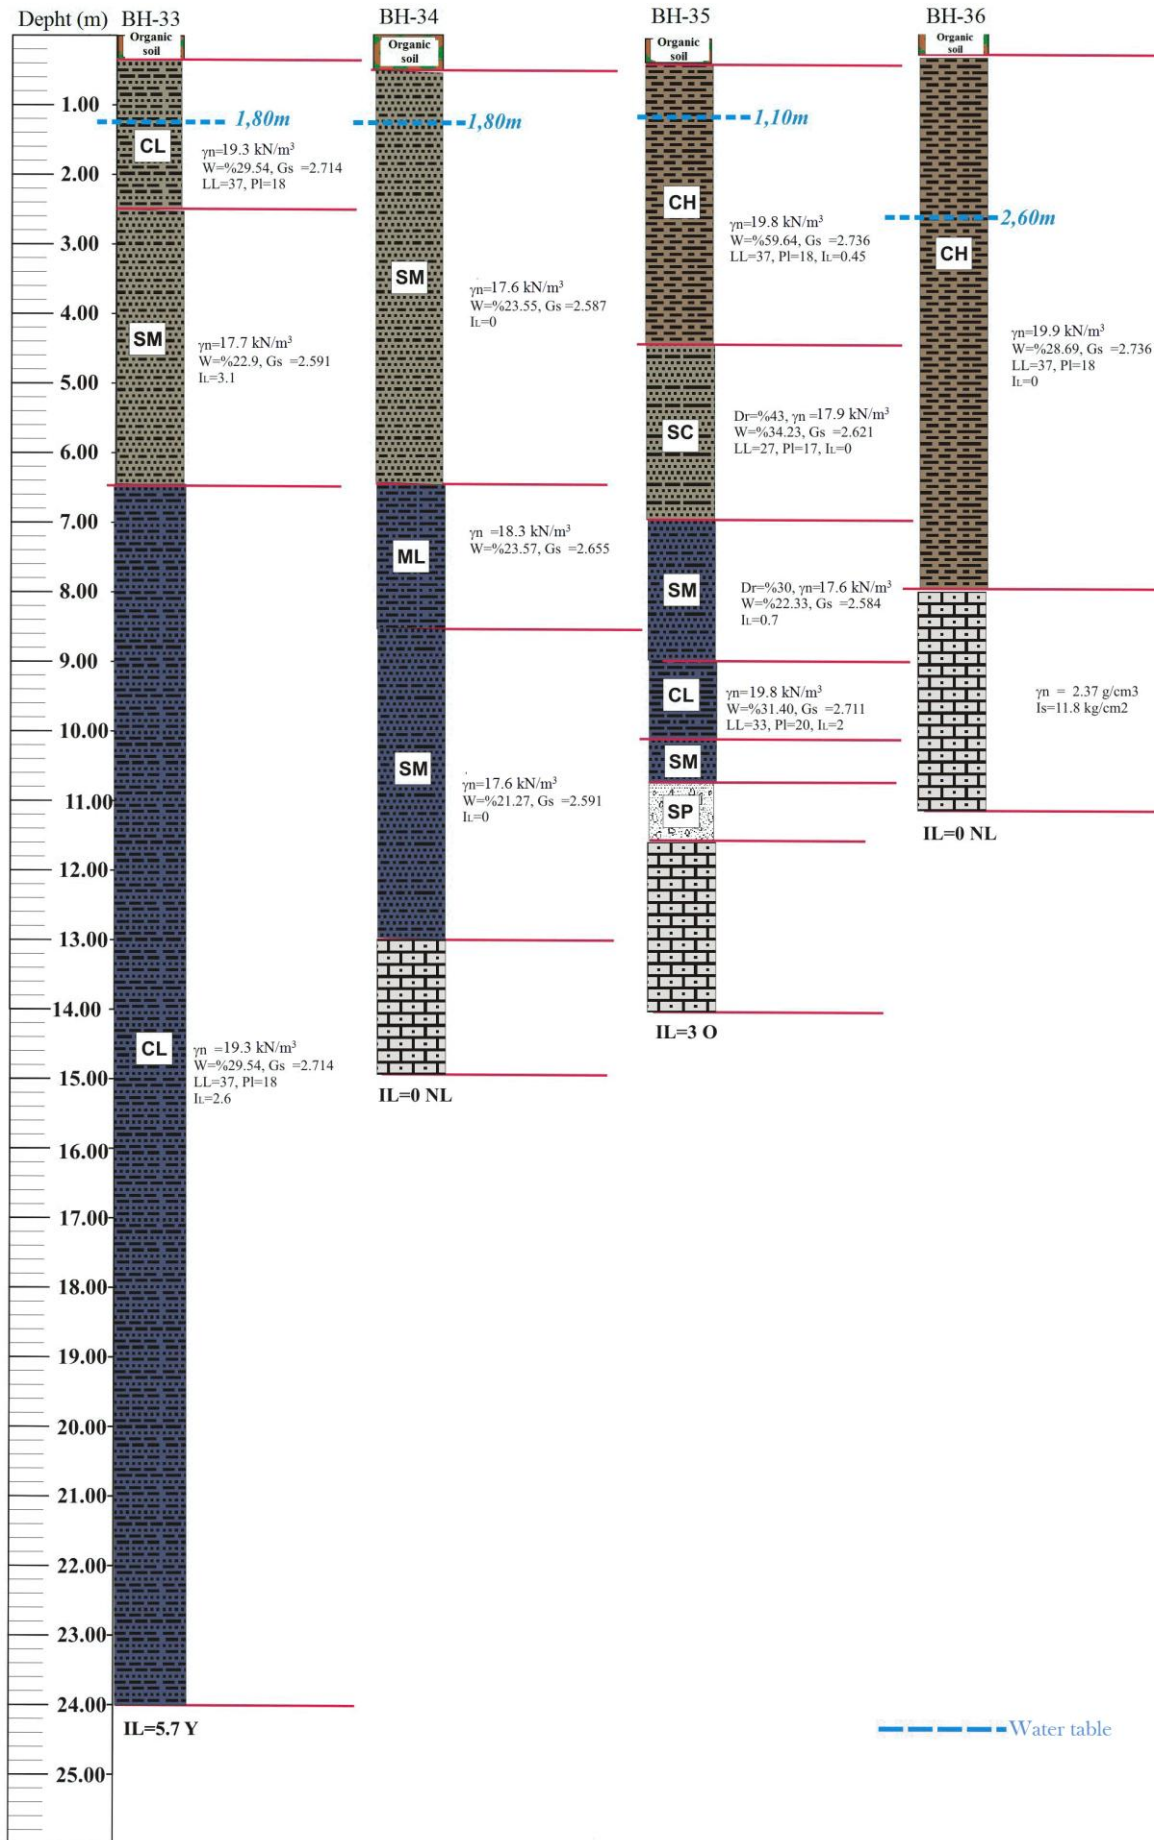 Depht (m)
BH-33
BH-34
BH-35
BH-36
Organic
soil
Organic
soil
Organic
soil
Organic
soil
1.00
2.00
3.00
4.00
5.00
6.00
7.00
8.00
9.00
10.00
11.00
12.00
13.00
14.00
15.00
16.00
17.00
18.00
19.00
20.00
21.00
22.00
23.00
24.00
25.00
1,80m
CL
γn=19.3 kN/m³
W=%29.54, Gs =2.714
LL=37, Pl=18
SM
γn=17.7 kN/m³
W=%22.9, Gs =2.591
IL=3.1
CL
γn =19.3 kN/m³
W=%29.54, Gs =2.714
LL=37, Pl=18
IL=2.6
IL=5.7 Y
1,80m
SM
γn=17.6 kN/m³
W=%23.55, Gs =2.587
IL=0
ML
γn =18.3 kN/m³
W=%23.57, Gs =2.655
SM
γn=17.6 kN/m³
W=%21.27, Gs =2.591
IL=0
IL=0 NL
1,10m
CH
γn=19.8 kN/m³
W=%59.64, Gs =2.736
LL=37, Pl=18, IL=0.45
SC
Dr=%43, γn =17.9 kN/m³
W=%34.23, Gs =2.621
LL=27, Pl=17, IL=0
SM
Dr=%30, γn=17.6 kN/m³
W=%22.33, Gs =2.584
IL=0.7
CL
γn=19.8 kN/m³
W=%31.40, Gs =2.711
LL=33, Pl=20, IL=2
SM
SP
IL=3 O
2,60m
CH
γn=19.9 kN/m³
W=%28.69, Gs =2.736
LL=37, Pl=18
IL=0
γn = 2.37 g/cm3
Is=11.8 kg/cm2
IL=0 NL
Water table